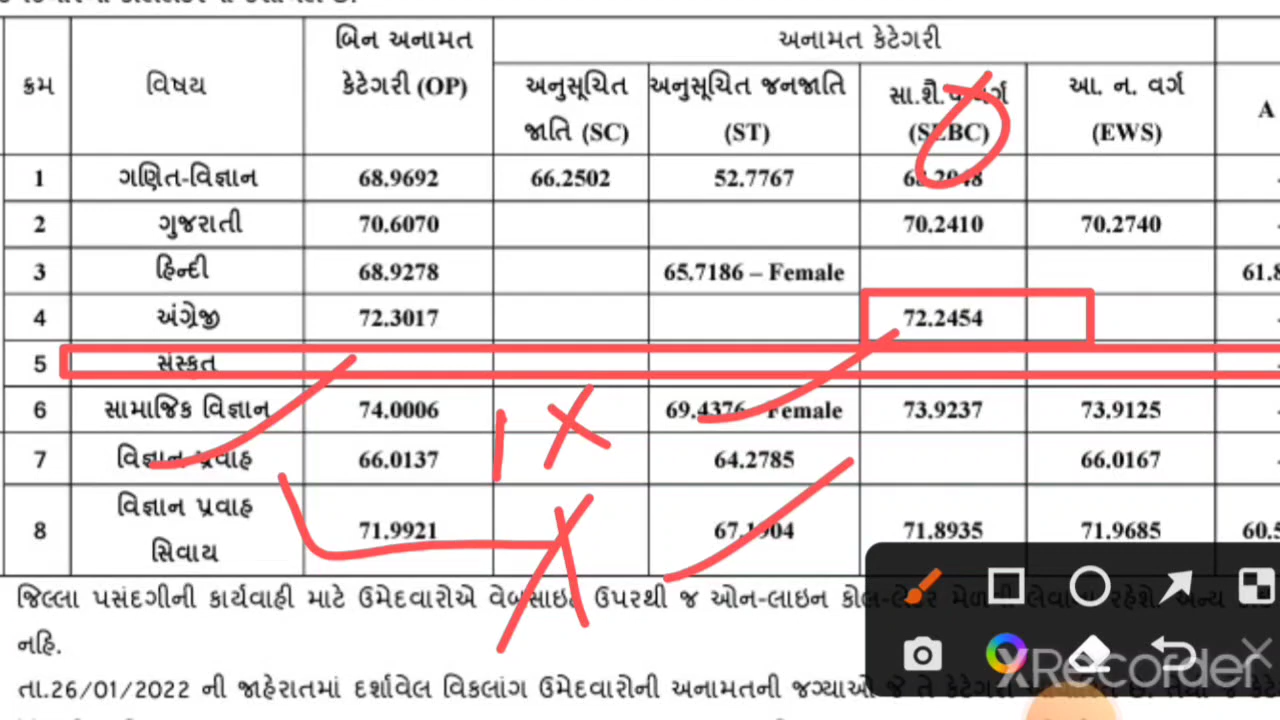 બિન અનામત
અનામત કેટેગરી
ક્રમ વિષય કેટેગરી (OP) અનુસૂચિત અનુસૂચિત જનજાતિ આ. ન. વર્ગ A
જાતિ (SC) (ST) (SEBC) (EWS)
1 ગણિત-વિજ્ઞાન 68.9692 66.2502 52.7767
2 ગુજરાતી 70.6070 70.2410 70.2740
3 હિન્દી 68.9278 65.7186 – Female 61.8
4 અંગ્રેજી 72.3017 72.2454
5 સંસ્કૃત
6 સામાજિક વિજ્ઞાન 74.0006 69.4376 – Female 73.9237 73.9125
7 વિજ્ઞાન પ્રવાહ 66.0137 64.2785 66.0167
8 વિજ્ઞાન પ્રવાહ સિવાય 71.9921 67.1904 71.8935 71.9685 60.5
જિલ્લા પસંદગીની કાર્યવાહી માટે ઉમેદવારોએ વેબસાઇટ ઉપરથી જ ઓન-લાઇન કોલ-લેટર
નહિ.
તા.26/01/2022 ની જાહેરાતમાં દર્શાવેલ વિકલાંગ ઉમેદવારોની અનામતની જગ્યાઓ જે તે
XRecorder